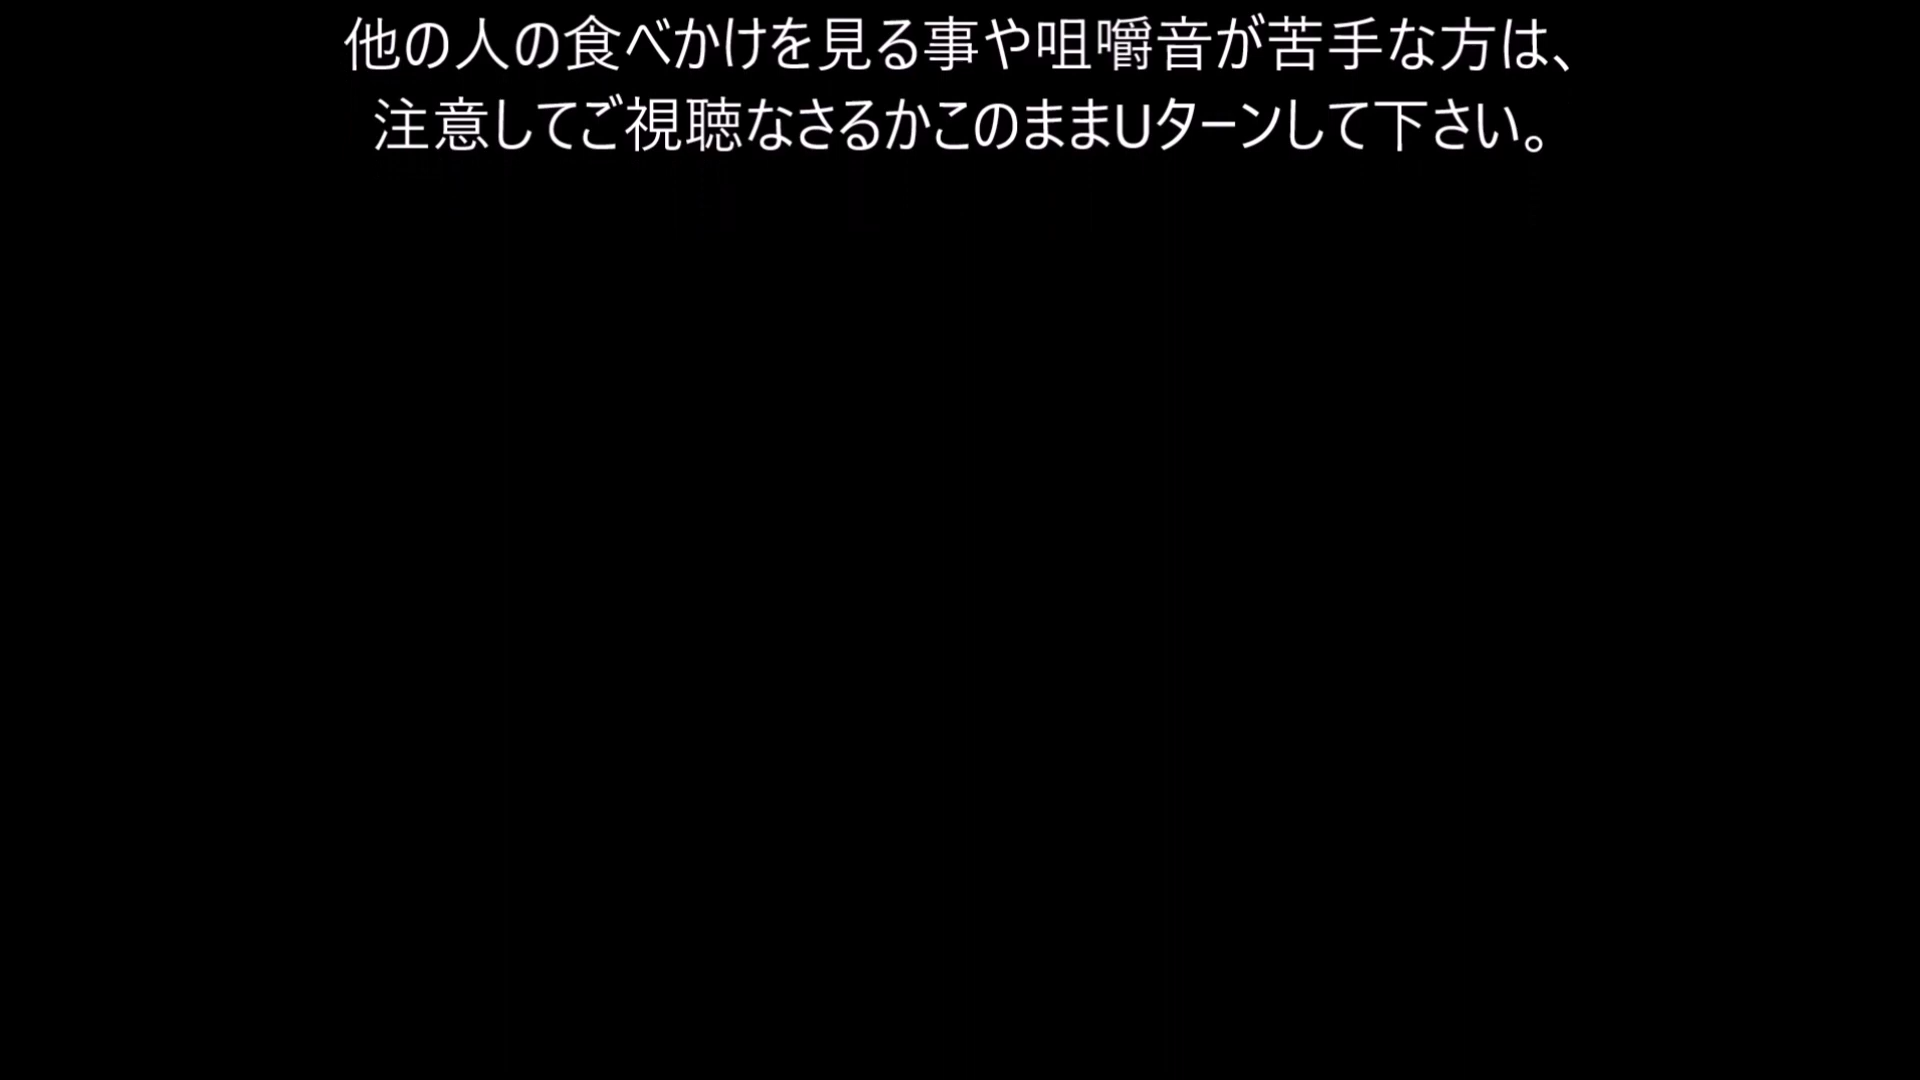 他の人の食べかけを見る事や咀嚼音が苦手な方は、
注意してご視聴なさるかこのままUターンして下さい。